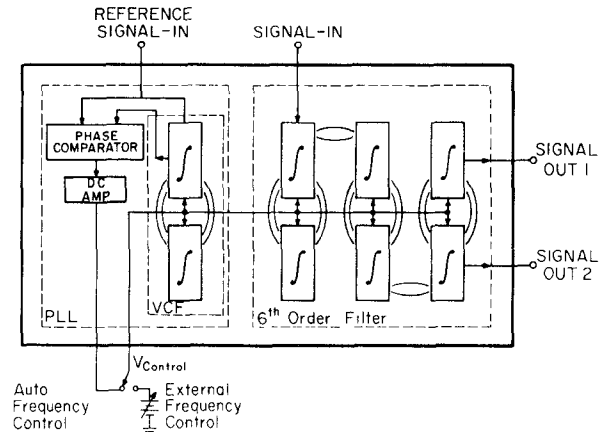 REFERENCE
SIGNAL-IN
SIGNAL-IN
PHASE
COMPARATOR
DC
AMP
∫
∫
∫
∫
∫
∫
∫
∫
SIGNAL
OUT 1
SIGNAL
OUT 2
VCF
PLL
6th Order Filter
VControl
Auto
Frequency
Control
External
Frequency
Control